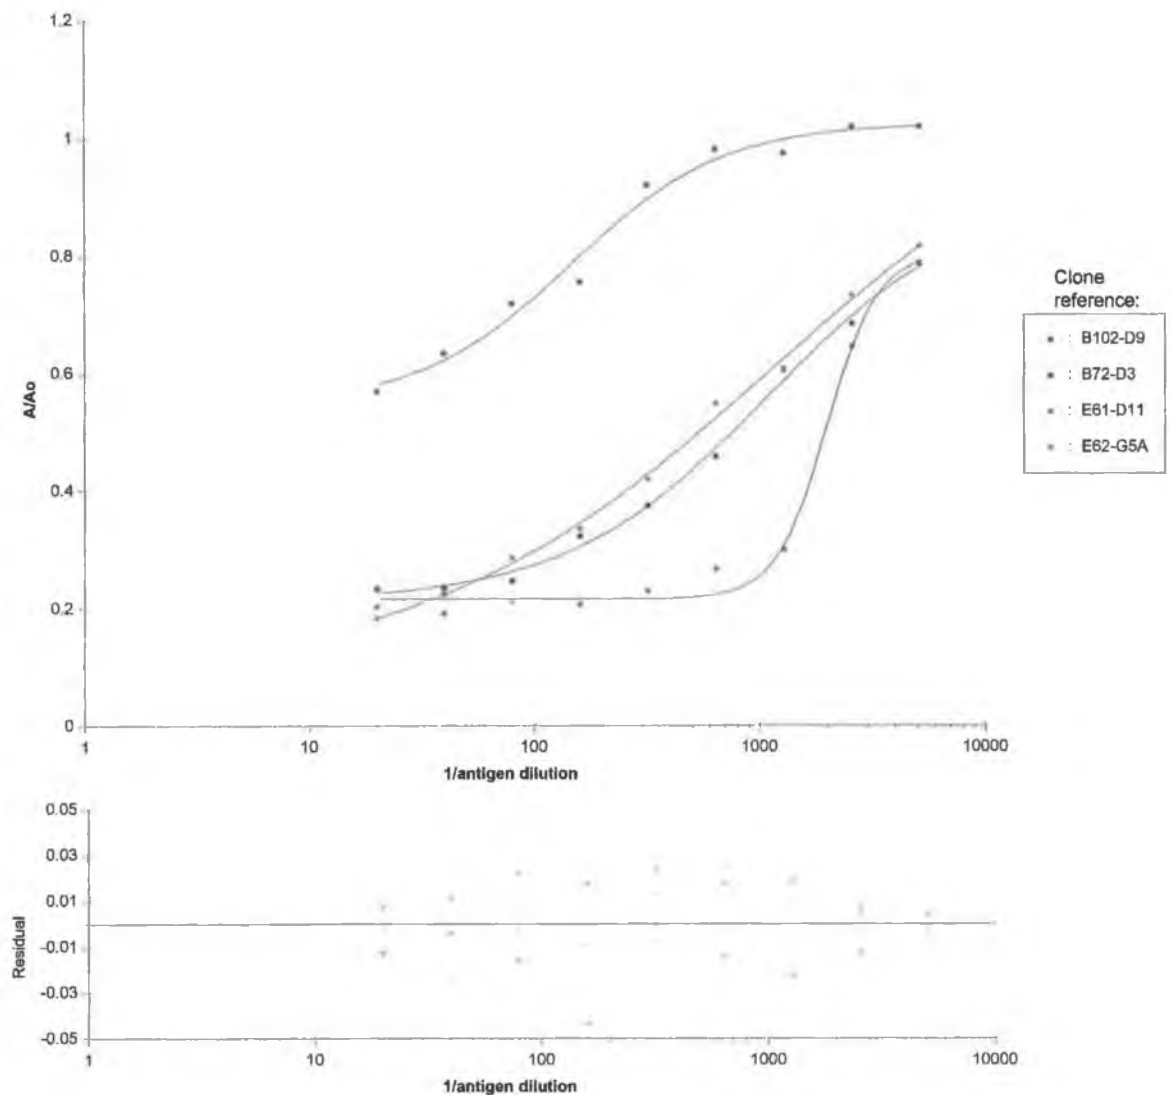 1.2
1
0.8
0.6
0.4
0.2
0
A/Ao
1 10 100 1000 10000
1/antigen dilution
Clone
reference:
: B102-D9
: B72-D3
: E61-D11
: E62-G5A
0.05
0.03
0.01
-0.01
-0.03
-0.05
Residual
1 10 100 1000 10000
1/antigen dilution